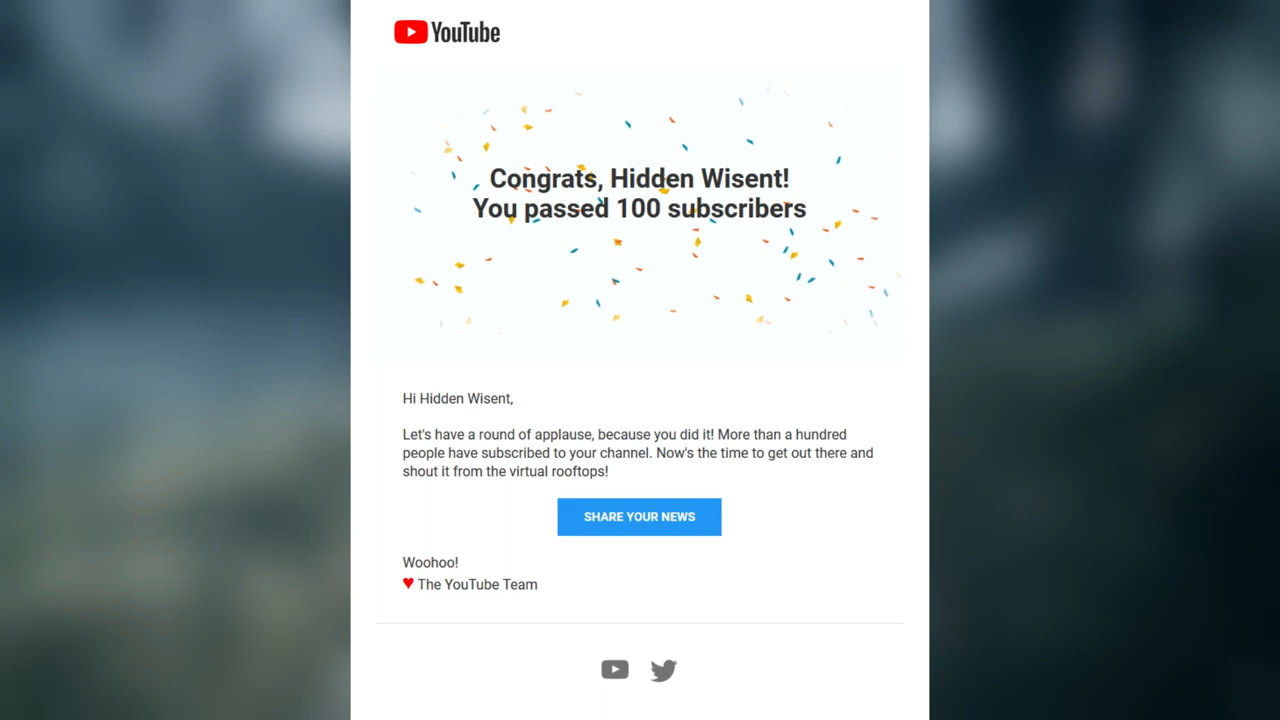 YouTube
Congrats, Hidden Wisent!
You passed 100 subscribers
Hi Hidden Wisent,
Let's have a round of applause, because you did it! More than a hundred
people have subscribed to your channel. Now's the time to get out there and
shout it from the virtual rooftops!
SHARE YOUR NEWS
Woohoo!
♥ The YouTube Team